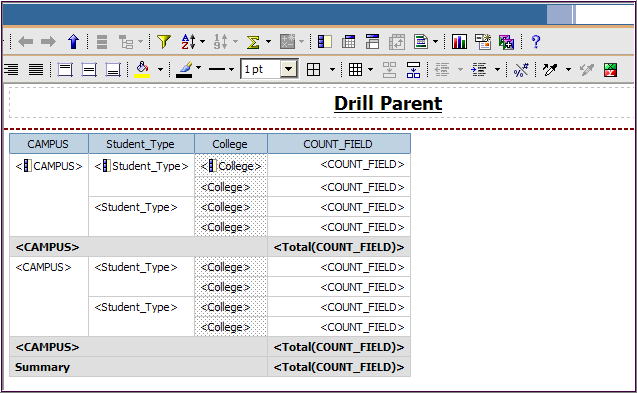 1 pt
Drill Parent
CAMPUS Student_Type College COUNT_FIELD
<CAMPUS> <Student_Type> <College> <COUNT_FIELD>
<College> <COUNT_FIELD>
<Student_Type> <College> <COUNT_FIELD>
<College> <COUNT_FIELD>
<CAMPUS> <Total(COUNT_FIELD)>
<CAMPUS> <Student_Type> <College> <COUNT_FIELD>
<College> <COUNT_FIELD>
<Student_Type> <College> <COUNT_FIELD>
<College> <COUNT_FIELD>
<CAMPUS> <Total(COUNT_FIELD)>
Summary <Total(COUNT_FIELD)>